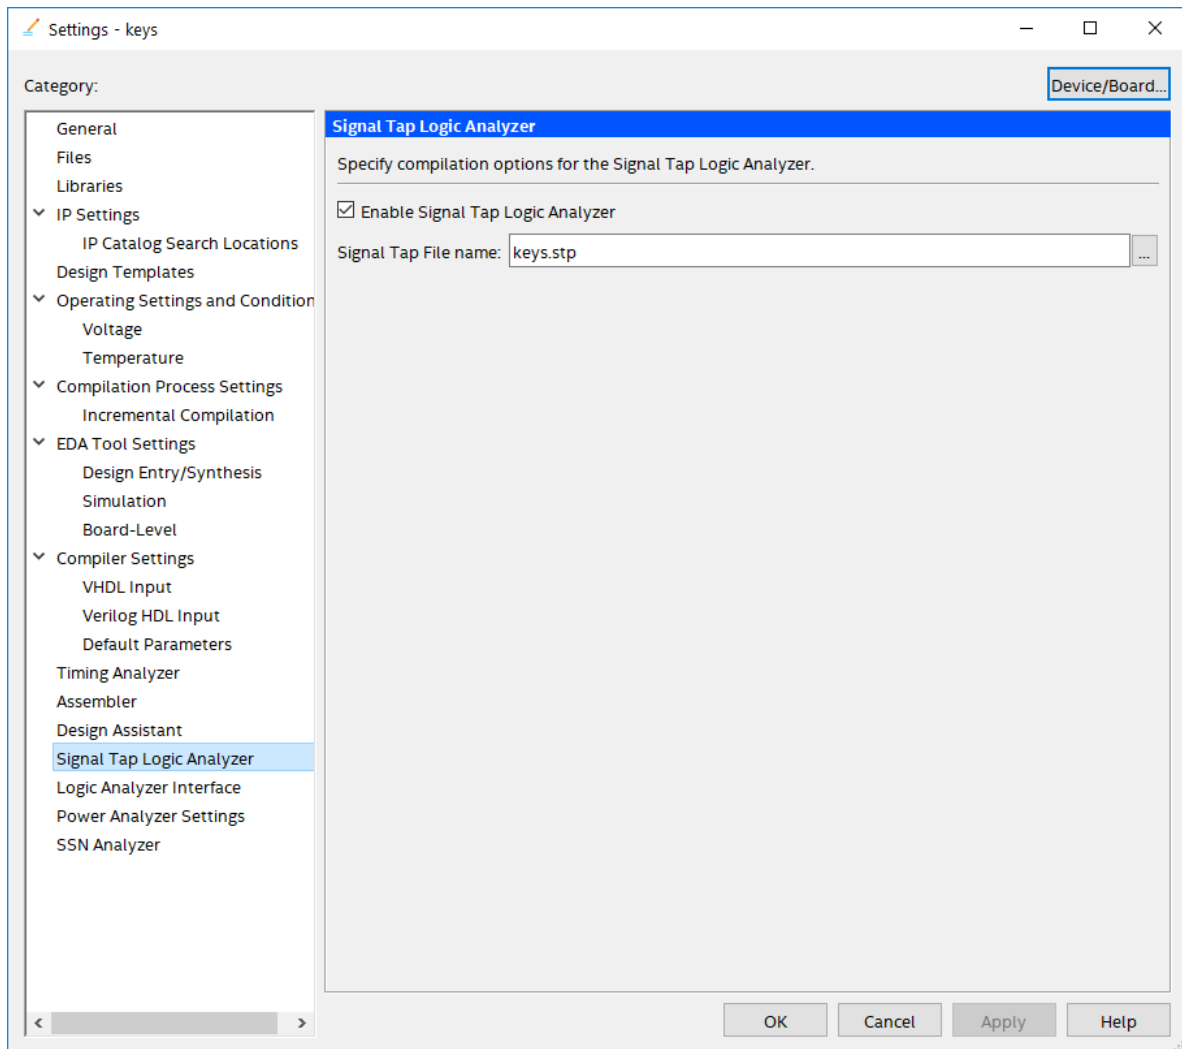 Settings - keys
Category:
Device/Board...
General
Files
Libraries
IP Settings
IP Catalog Search Locations
Design Templates
Operating Settings and Condition
Voltage
Temperature
Compilation Process Settings
Incremental Compilation
EDA Tool Settings
Design Entry/Synthesis
Simulation
Board-Level
Compiler Settings
VHDL Input
Verilog HDL Input
Default Parameters
Timing Analyzer
Assembler
Design Assistant
Signal Tap Logic Analyzer
Logic Analyzer Interface
Power Analyzer Settings
SSN Analyzer
Signal Tap Logic Analyzer
Specify compilation options for the Signal Tap Logic Analyzer.
Enable Signal Tap Logic Analyzer
Signal Tap File name: keys.stp ...
OK Cancel Apply Help